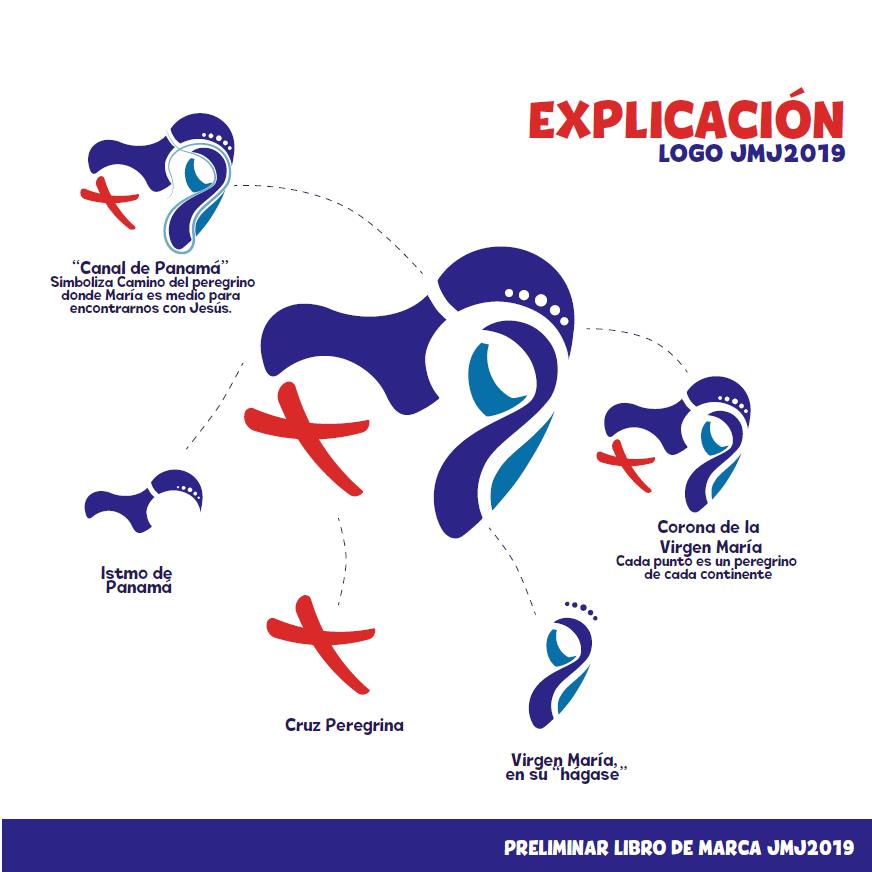 EXPLICACIÓN
LOGO JMJ2019
“Canal de Panamá”
Simboliza Camino del peregrino
donde María es medio para
encontrarnos con Jesús.
Corona de la
Virgen María
Cada punto es un peregrino
de cada continente
Istmo de
Panamá
Cruz Peregrina
Virgen María,
en su “hágase”
PRELIMINAR LIBRO DE MARCA JMJ2019